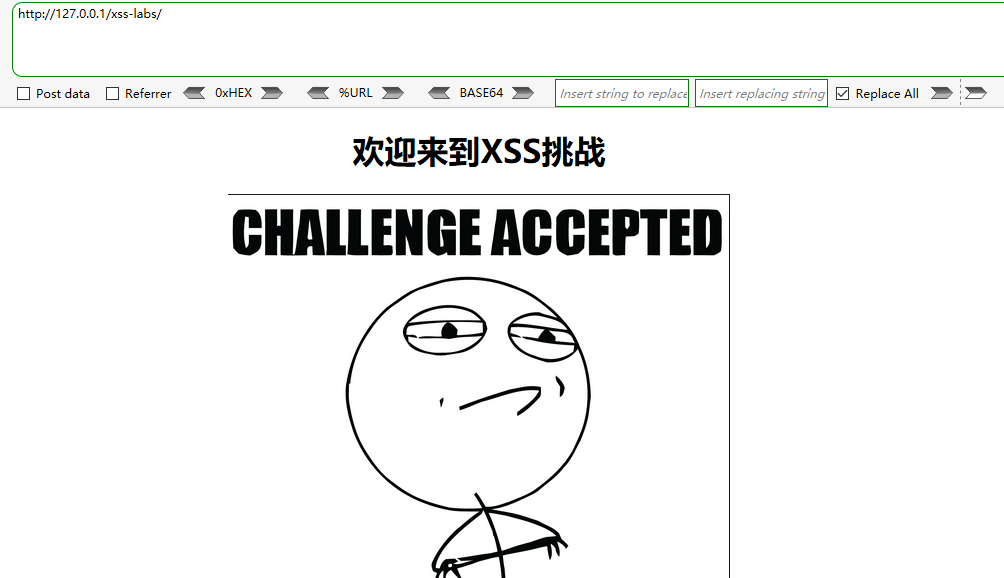 http://127.0.0.1/xss-labs/
Post data Referrer 0xHEX %URL BASE64 Insert string to replace Insert replacing string Replace All
欢迎来到XSS挑战
CHALLENGE ACCEPTED